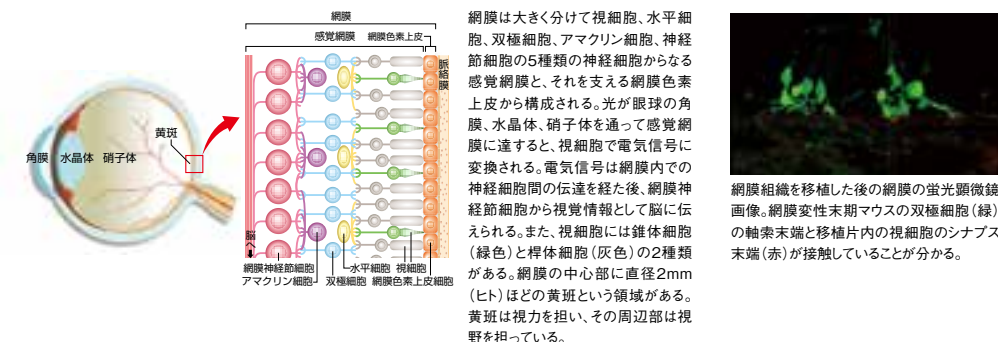 網膜
感覚網膜
網膜色素上皮
脈絡膜
黄斑
角膜
水晶体
硝子体
脳へ
網膜神経節細胞
水平細胞
視細胞
アマクリン細胞
双極細胞
網膜色素上皮細胞
網膜は大きく分けて視細胞、水平細
胞、双極細胞、アマクリン細胞、神経
節細胞の5種類の神経細胞からなる
感覚網膜と、それを支える網膜色素
上皮から構成される。光が眼球の角
膜、水晶体、硝子体を通って感覚網
膜に達すると、視細胞で電気信号に
変換される。電気信号は網膜内での
神経細胞間の伝達を経た後、網膜神
経節細胞から視覚情報として脳に伝
えられる。また、視細胞には錐体細胞
(緑色)と桿体細胞(灰色)の2種類
がある。網膜の中心部に直径2mm
(ヒト)ほどの黄斑という領域がある。
黄斑は視力を担い、その周辺部は視
野を担っている。
網膜組織を移植した後の網膜の蛍光顕微鏡
画像。網膜変性末期マウスの双極細胞(緑)
の軸索末端と移植片内の視細胞のシナプス
末端(赤)が接触していることが分かる。